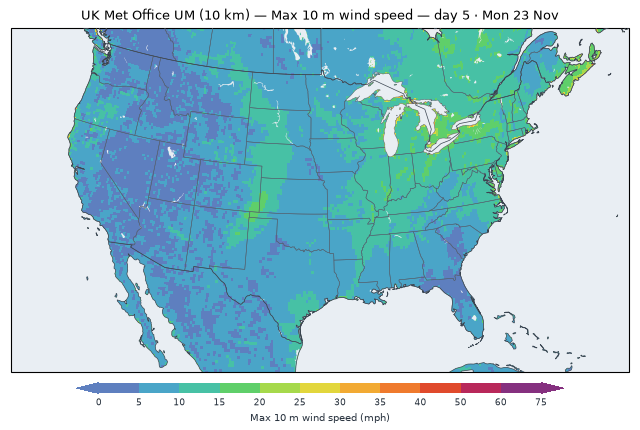 UK Met Office UM (10 km) — Max 10 m wind speed — day 5 · Mon 23 Nov
0 5 10 15 20 25 30 35 40 50 60 75
Max 10 m wind speed (mph)